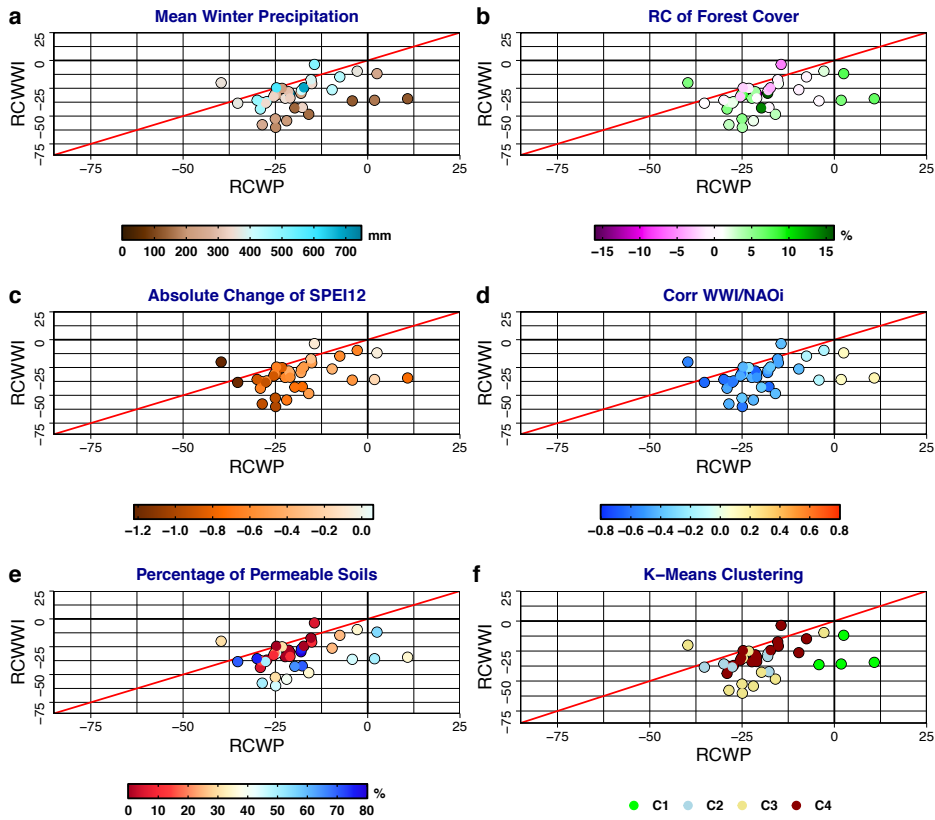 a Mean Winter Precipitation
25
0
−25
−50
−75
RCWWI
−75 −50 −25 0 25
RCWP
0 100 200 300 400 500 600 700 mm
b RC of Forest Cover
25
0
−25
−50
−75
RCWWI
−75 −50 −25 0 25
RCWP
−15 −10 −5 0 5 10 15 %
c Absolute Change of SPEI12
25
0
−25
−50
−75
RCWWI
−75 −50 −25 0 25
RCWP
−1.2 −1.0 −0.8 −0.6 −0.4 −0.2 0.0
d Corr WWI/NAOi
25
0
−25
−50
−75
RCWWI
−75 −50 −25 0 25
RCWP
−0.8 −0.6 −0.4 −0.2 0.0 0.2 0.4 0.6 0.8
e Percentage of Permeable Soils
25
0
−25
−50
−75
RCWWI
−75 −50 −25 0 25
RCWP
0 10 20 30 40 50 60 70 80 %
f K−Means Clustering
25
0
−25
−50
−75
RCWWI
−75 −50 −25 0 25
RCWP
C1 C2 C3 C4